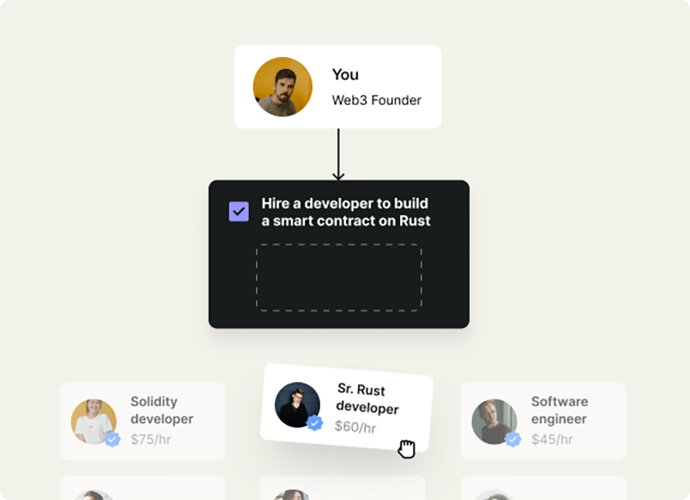 You
Web3 Founder
Hire a developer to build
a smart contract on Rust
Solidity
developer
$75/hr
Sr. Rust
developer
$60/hr
Software
engineer
$45/hr